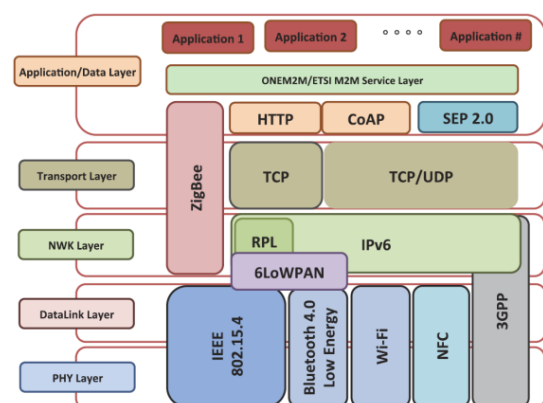 Application 1
Application 2
Application #
Application/Data Layer
ONEM2M/ETSI M2M Service Layer
HTTP
CoAP
SEP 2.0
ZigBee
Transport Layer
TCP
TCP/UDP
NWK Layer
RPL
IPv6
6LoWPAN
DataLink Layer
IEEE
802.15.4
Bluetooth 4.0
Low Energy
Wi-Fi
NFC
3GPP
PHY Layer